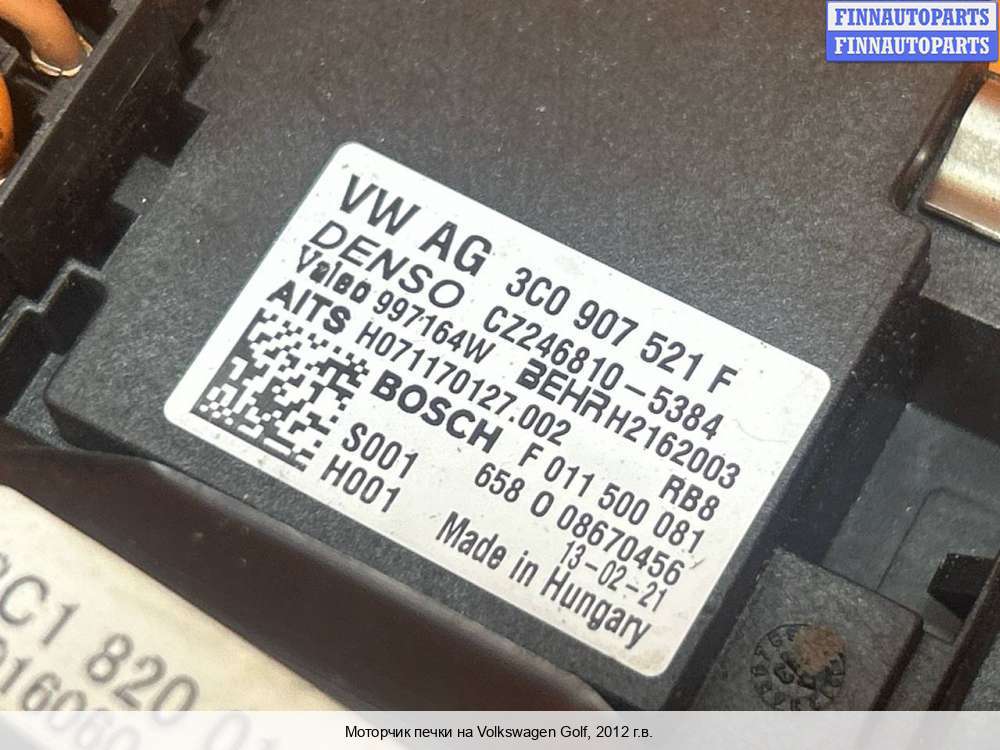 FINNAUTOPARTS
FINNAUTOPARTS
VW AG 3C0 907 521 F
DENSO CZ246810-5384
Valeo 997164W BEHR H2162003
AITS H071170127.002 RB8
BOSCH F 011 500 081
S001 658 0 08670456
H001 13-02-21
Made in Hungary
C1 820
Моторчик печки на Volkswagen Golf, 2012 г.в.